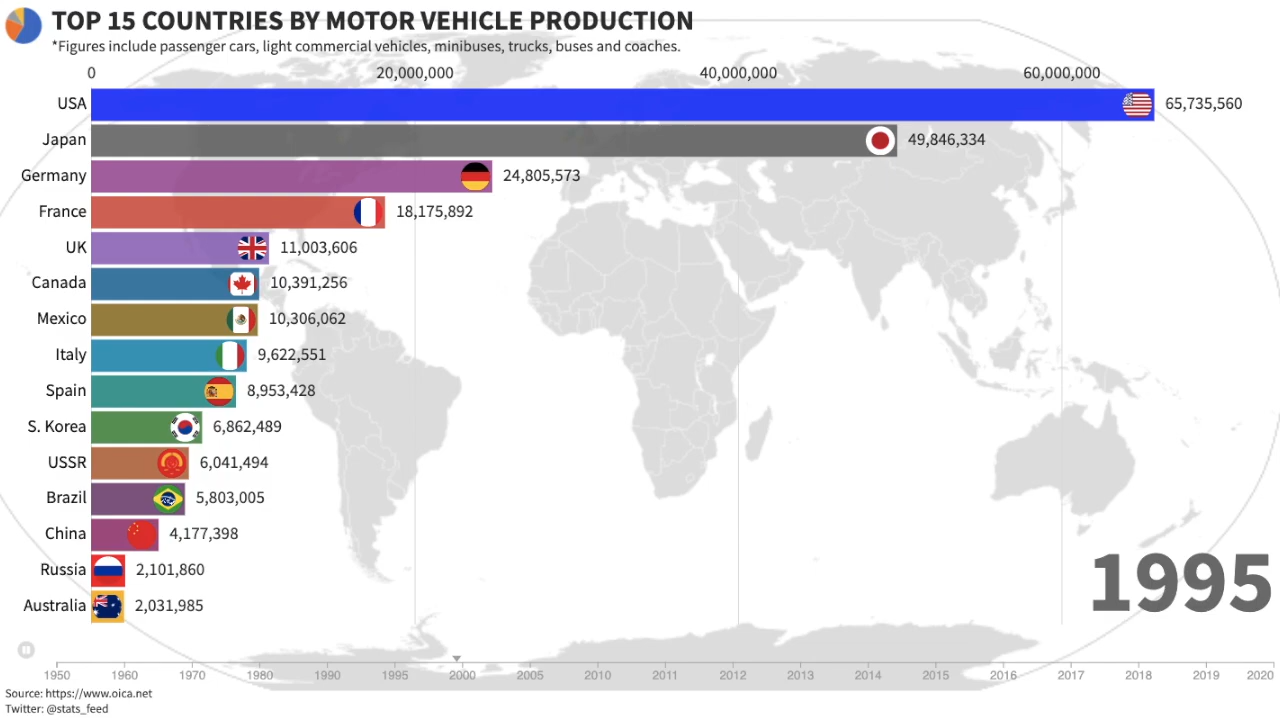 TOP 15 COUNTRIES BY MOTOR VEHICLE PRODUCTION
*Figures include passenger cars, light commercial vehicles, minibuses, trucks, buses and coaches.
0 20,000,000 40,000,000 60,000,000
USA 65,735,560
Japan 49,846,334
Germany 24,805,573
France 18,175,892
UK 11,003,606
Canada 10,391,256
Mexico 10,306,062
Italy 9,622,551
Spain 8,953,428
S. Korea 6,862,489
USSR 6,041,494
Brazil 5,803,005
China 4,177,398
Russia 2,101,860
Australia 2,031,985
1995
1950 1960 1970 1980 1990 1995 2000 2005 2010 2013 2014 2015 2016 2017 2018 2019 2020
Source: https://www.oica.net
Twitter: @stats_feed